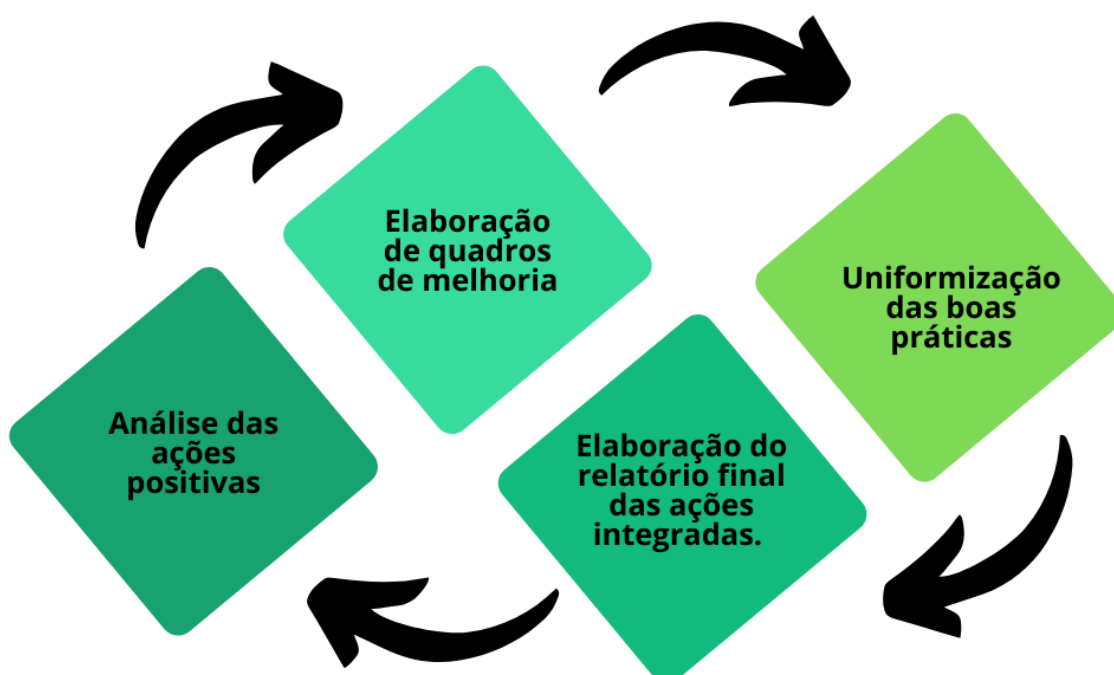 Elaboração
de quadros
de melhoria
Uniformização
das boas
práticas
Análise das
ações
positivas
Elaboração do
relatório final
das ações
integradas.